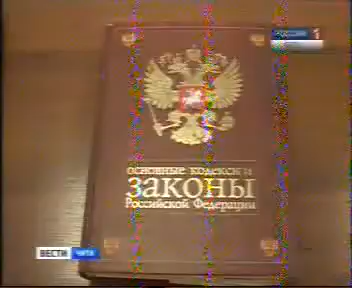 РОССИЯ 1
основные кодексы и
законы
Российской Федерации
ВЕСТИ ЧИТА